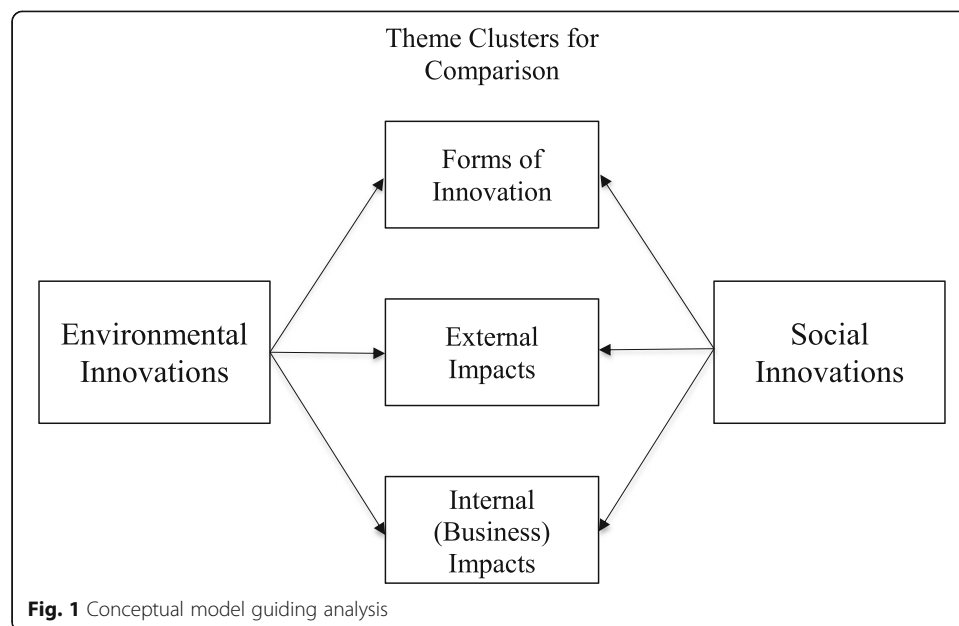 Theme Clusters for
Comparison
Forms of
Innovation
Environmental
Innovations
External
Impacts
Social
Innovations
Internal
(Business)
Impacts
Fig. 1 Conceptual model guiding analysis